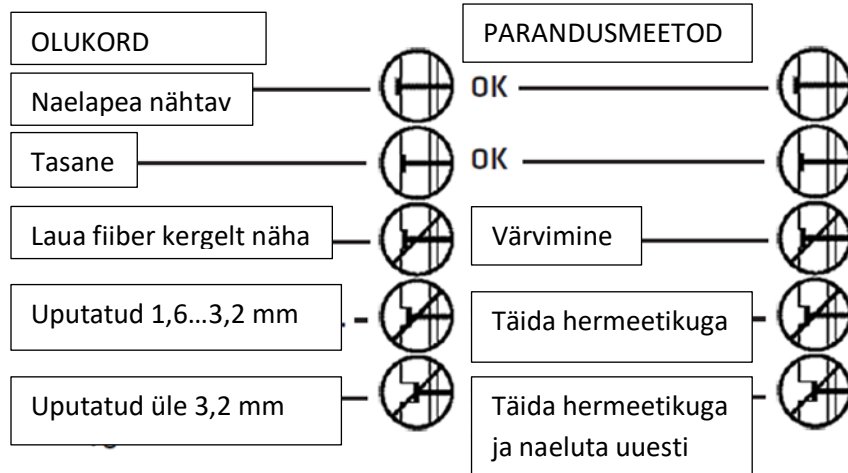 OLUKORD
PARANDUSMEETOD
Naelapea nähtav
OK
Tasane
OK
Laua fiiber kergelt näha
Värvimine
Uputatud 1,6…3,2 mm
Täida hermeetikuga
Uputatud üle 3,2 mm
Täida hermeetikuga
ja naeluta uuesti